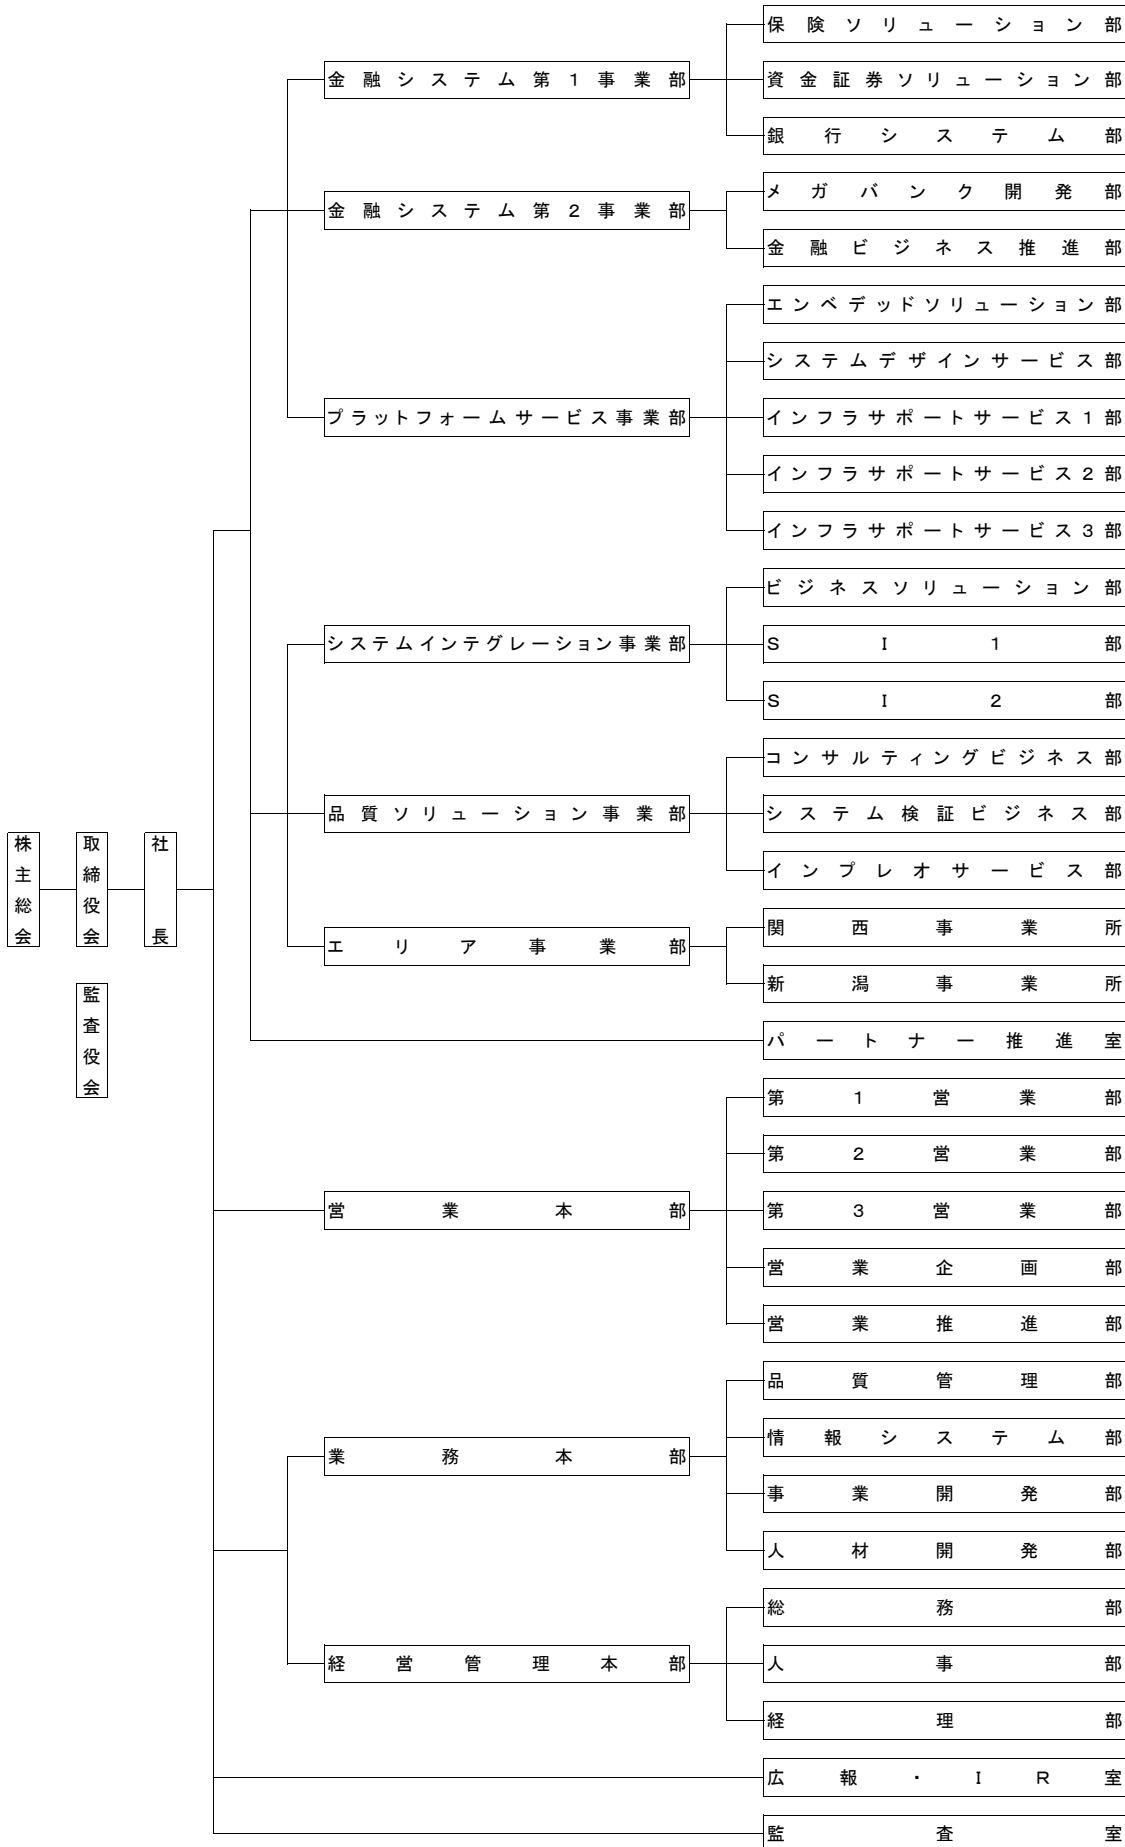 株主総会
取締役会
監査役会
社長
金融システム第1事業部
保険ソリューション部
資金証券ソリューション部
銀行システム部
金融システム第2事業部
メガバンク開発部
金融ビジネス推進部
プラットフォームサービス事業部
エンベデッドソリューション部
システムデザインサービス部
インフラサポートサービス1部
インフラサポートサービス2部
インフラサポートサービス3部
システムインテグレーション事業部
ビジネスソリューション部
SI1部
SI2部
品質ソリューション事業部
コンサルティングビジネス部
システム検証ビジネス部
インプレオサービス部
エリア事業部
関西事業所
新潟事業所
パートナー推進室
営業本部
第1営業部
第2営業部
第3営業部
営業企画部
営業推進部
業務本部
品質管理部
情報システム部
事業開発部
人材開発部
経営管理本部
総務部
人事部
経理部
広報・IR室
監査室